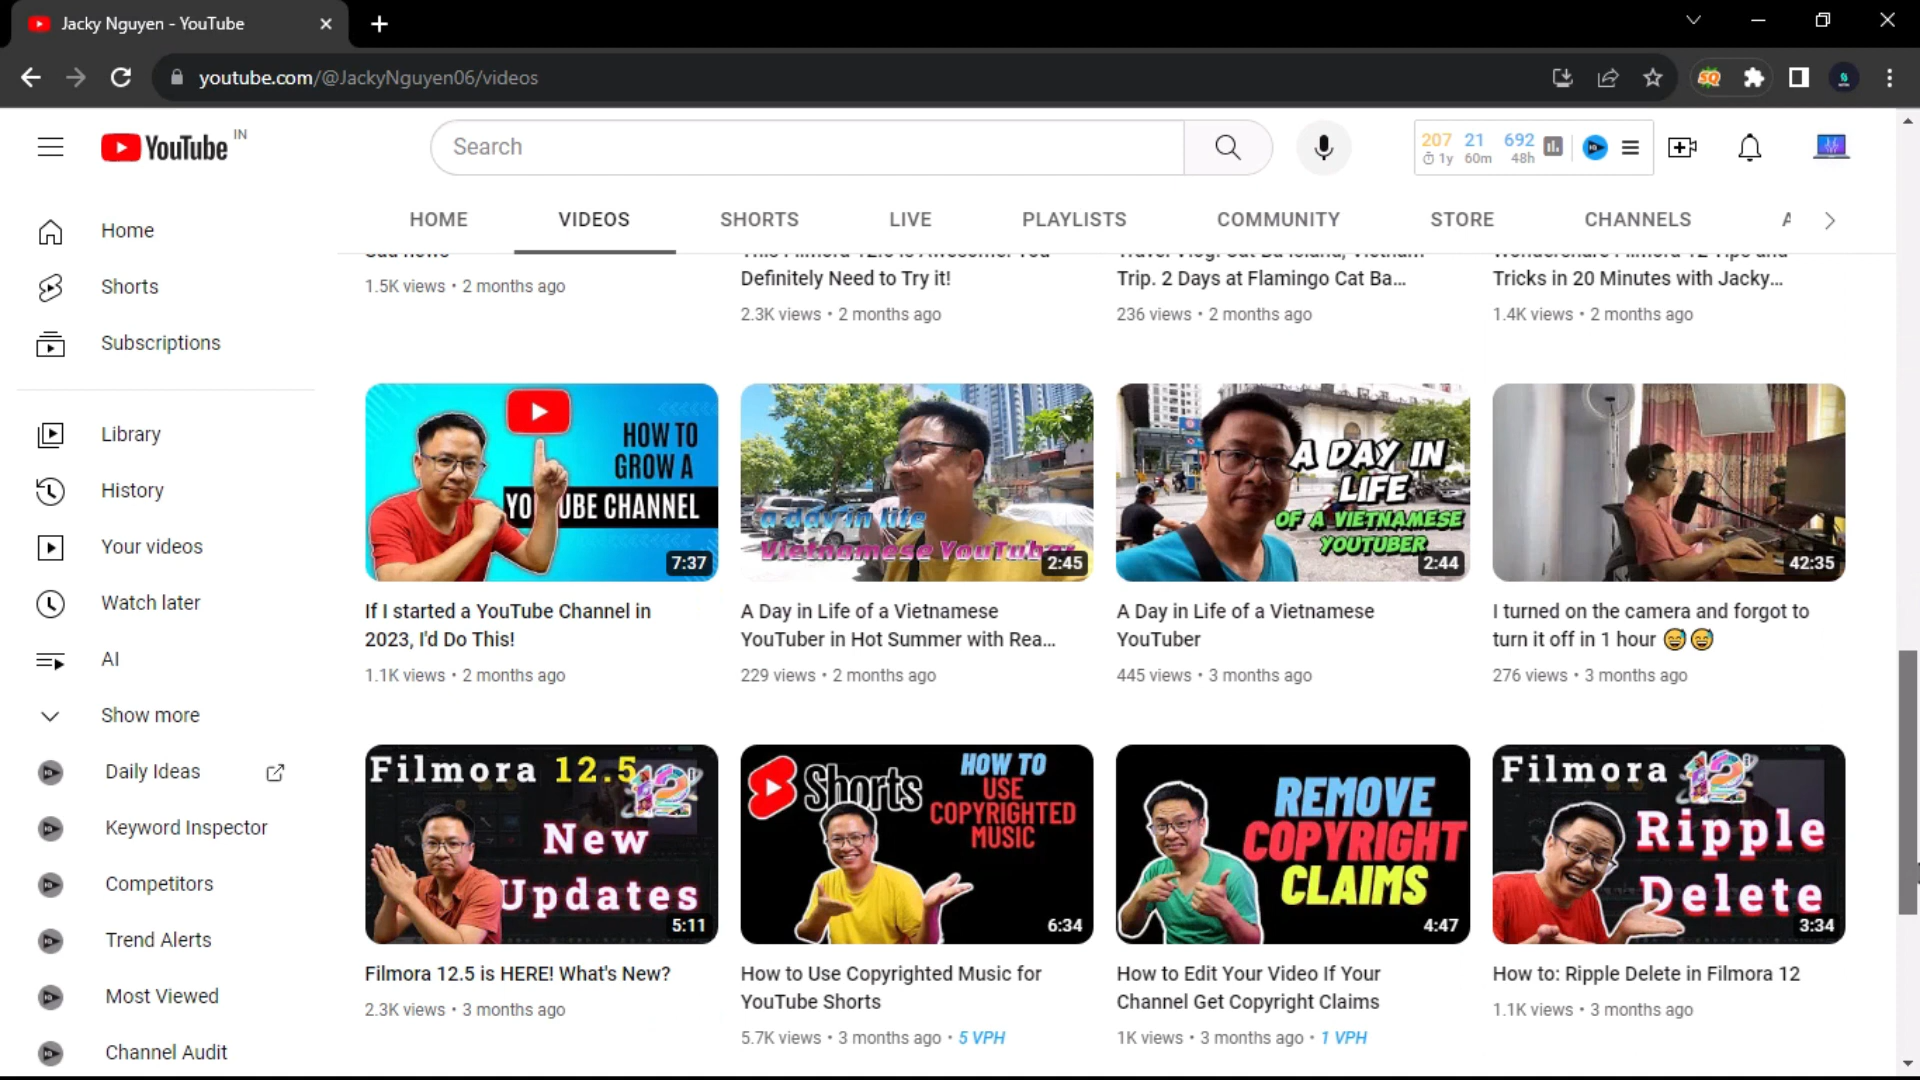 Jacky Nguyen - YouTube
youtube.com/@JackyNguyen06/videos
YouTube IN
Search
207 21 692
1y 60m 48h
HOME VIDEOS SHORTS LIVE PLAYLISTS COMMUNITY STORE CHANNELS
Home
Shorts
Subscriptions
Library
History
Your videos
Watch later
AI
Show more
Daily Ideas
Keyword Inspector
Competitors
Trend Alerts
Most Viewed
Channel Audit
1.5K views • 2 months ago
This Filmora 12.5 is Awesome! You
Definitely Need to Try it!
2.3K views • 2 months ago
Travel Vlog: Cat Ba Island, Vietnam
Trip. 2 Days at Flamingo Cat Ba...
236 views • 2 months ago
Wondershare Filmora 12 Tips and
Tricks in 20 Minutes with Jacky...
1.4K views • 2 months ago
HOW TO
GROW A
YOUTUBE CHANNEL
7:37
If I started a YouTube Channel in
2023, I'd Do This!
1.1K views • 2 months ago
a day in life
Vietnamese YouTuber
2:45
A Day in Life of a Vietnamese
YouTuber in Hot Summer with Rea...
229 views • 2 months ago
A DAY IN
LIFE
OF A VIETNAMESE
YOUTUBER
2:44
A Day in Life of a Vietnamese
YouTuber
445 views • 3 months ago
42:35
I turned on the camera and forgot to
turn it off in 1 hour 😅😅
276 views • 3 months ago
Filmora 12.5
12
New
Updates
5:11
Filmora 12.5 is HERE! What's New?
2.3K views • 3 months ago
Shorts
HOW TO
USE
COPYRIGHTED
MUSIC
6:34
How to Use Copyrighted Music for
YouTube Shorts
5.7K views • 3 months ago • 5 VPH
REMOVE
COPYRIGHT
CLAIMS
4:47
How to Edit Your Video If Your
Channel Get Copyright Claims
1K views • 3 months ago • 1 VPH
Filmora 12
Ripple
Delete
3:34
How to: Ripple Delete in Filmora 12
1.1K views • 3 months ago